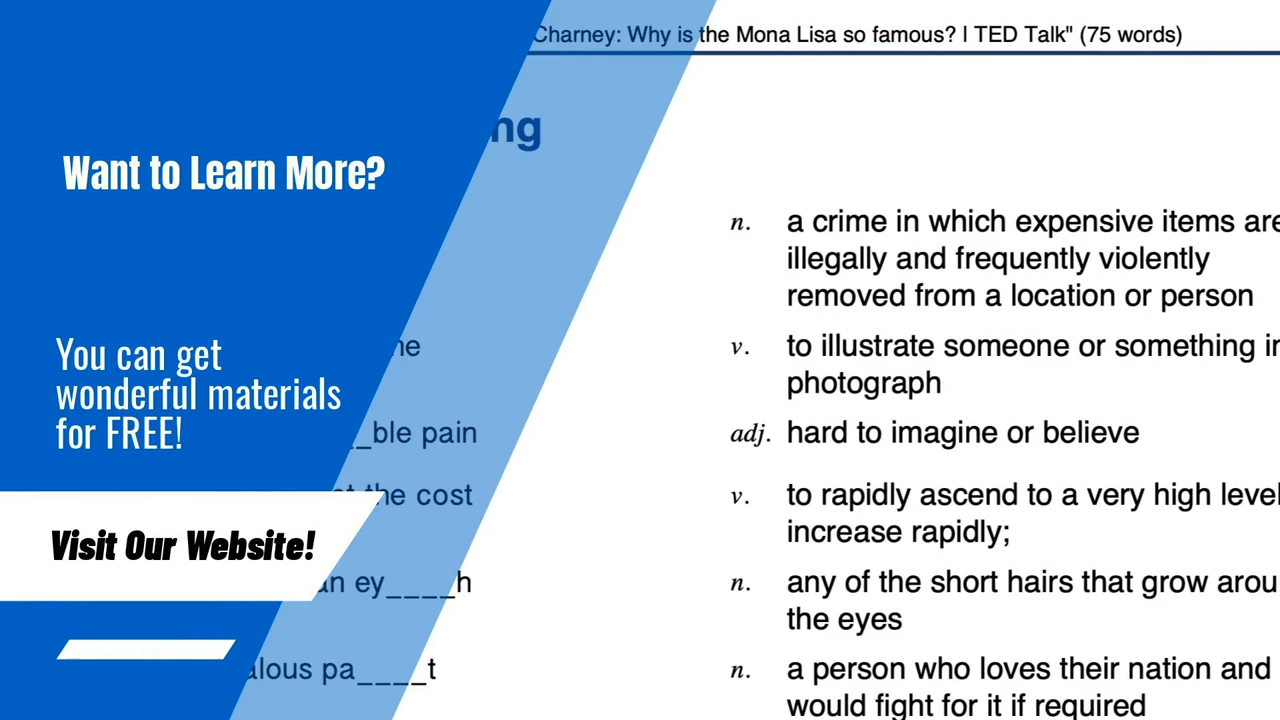 Charney: Why is the Mona Lisa so famous? | TED Talk" (75 words)
Want to Learn More?
You can get
wonderful materials
for FREE!
Visit Our Website!
n. a crime in which expensive items are
illegally and frequently violently
removed from a location or person
v. to illustrate someone or something in
photograph
ble pain
adj. hard to imagine or believe
the cost
v. to rapidly ascend to a very high level
increase rapidly;
an ey____h
n. any of the short hairs that grow
the eyes
alous pa____t
n. a person who loves their nation and
would fight for it if required